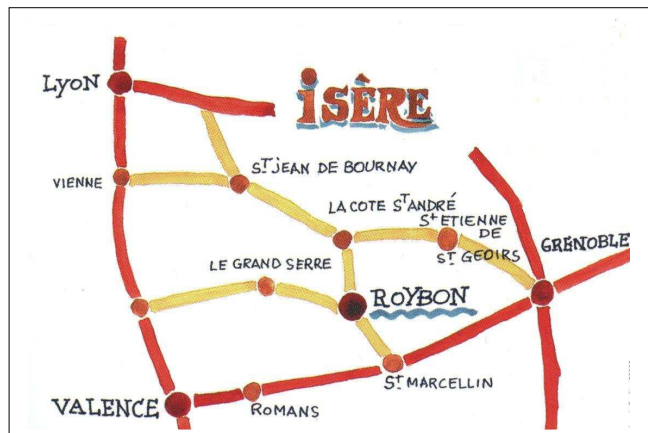 LYON
iSÈRE
ST JEAN DE BOURNAY
VIENNE
LA COTE ST ANDRÉ
St ETIENNE
DE
ST GEOIRS
GRENOBLE
LE GRAND SERRE
ROYBON
ST MARCELLIN
VALENCE
ROMANS